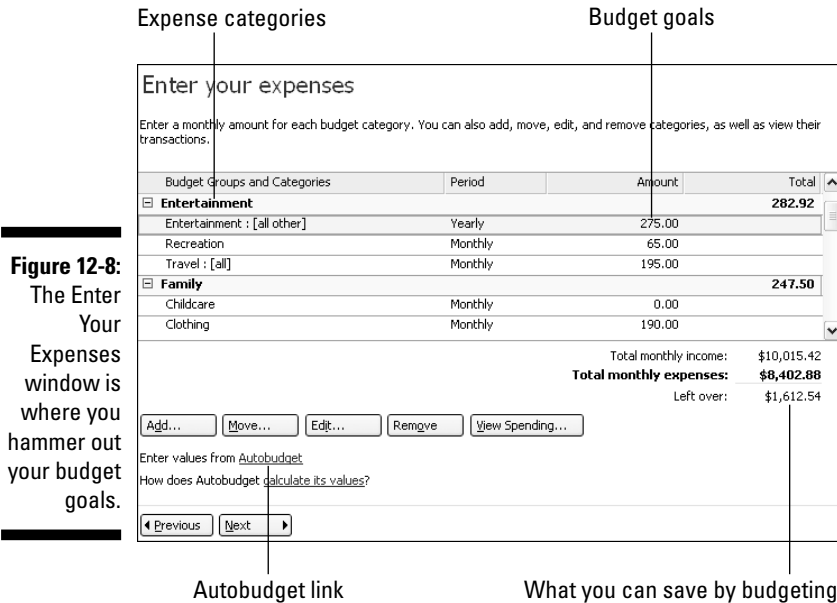 Expense categories
Budget goals
Enter your expenses
Enter a monthly amount for each budget category. You can also add, move, edit, and remove categories, as well as view their
transactions.
Budget Groups and Categories Period Amount Total
Entertainment 282.92
Entertainment : [all other] Yearly 275.00
Recreation Monthly 65.00
Travel : [all] Monthly 195.00
Family 247.50
Childcare Monthly 0.00
Clothing Monthly 190.00
Total monthly income: $10,015.42
Total monthly expenses: $8,402.88
Left over: $1,612.54
Add... Move... Edit... Remove View Spending...
Enter values from Autobudget
How does Autobudget calculate its values?
Previous Next
Figure 12-8:
The Enter
Your
Expenses
window is
where you
hammer out
your budget
goals.
Autobudget link
What you can save by budgeting